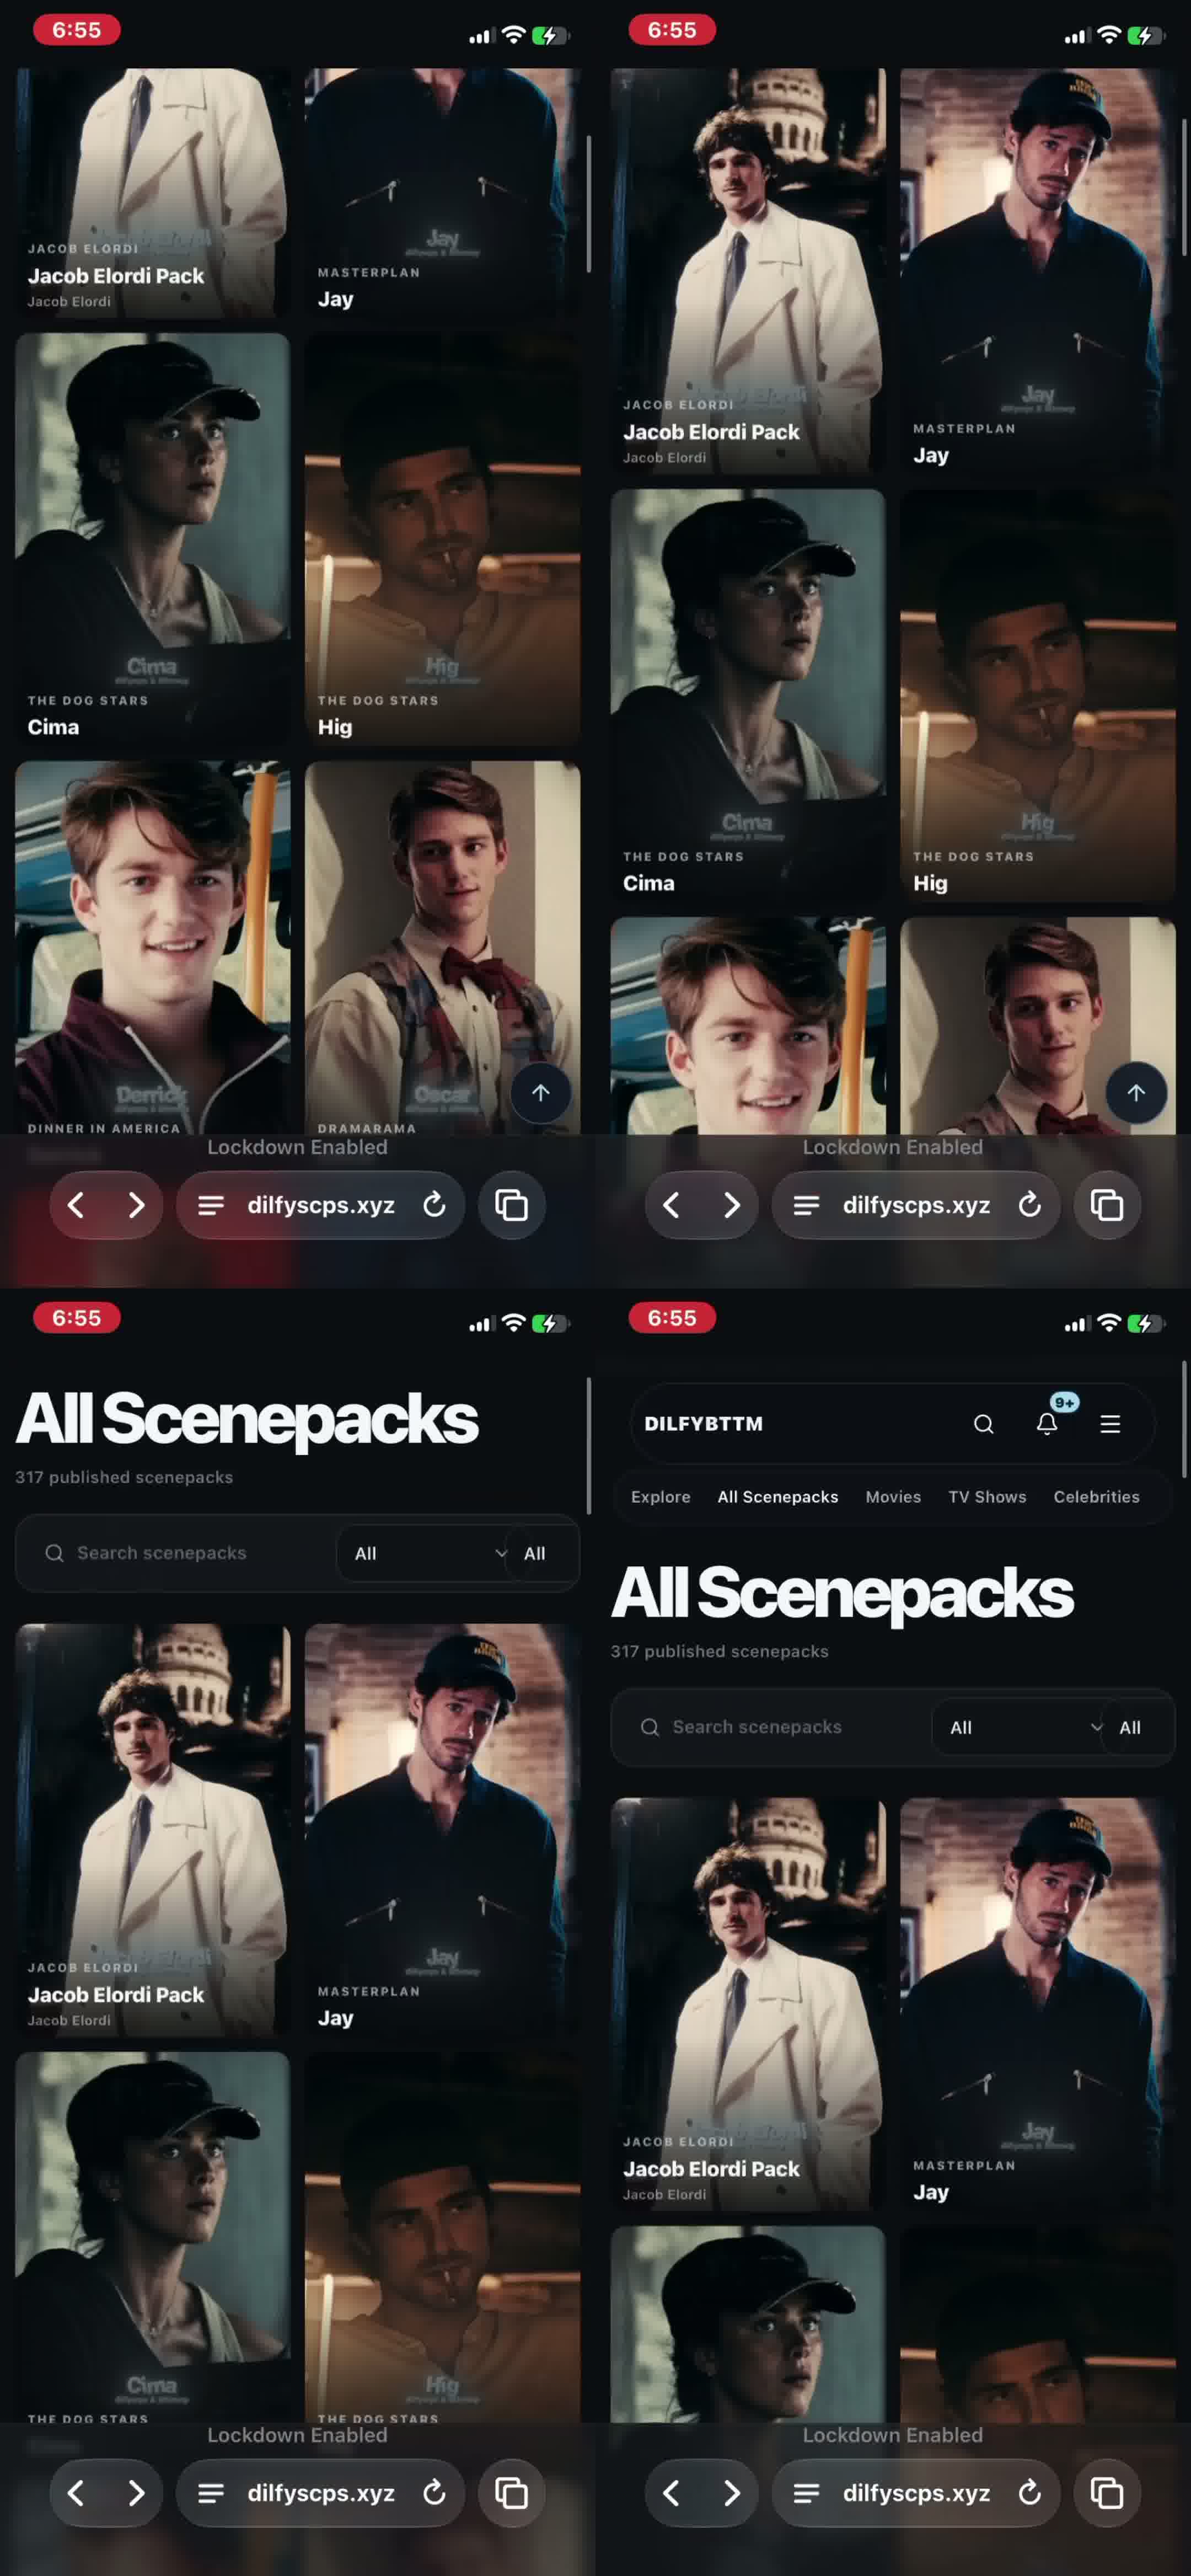 6:55
JACOB ELORDI
Jacob Elordi Pack
Jacob Elordi
Jay
MASTERPLAN
Jay
Cima
THE DOG STARS
Cima
Hig
THE DOG STARS
Hig
Derrick
DINNER IN AMERICA
Oscar
DRAMARAMA
Lockdown Enabled
dilfyscps.xyz
6:55
JACOB ELORDI
Jacob Elordi Pack
Jacob Elordi
Jay
MASTERPLAN
Jay
Cima
THE DOG STARS
Cima
Hig
THE DOG STARS
Hig
Lockdown Enabled
dilfyscps.xyz
6:55
All Scenepacks
317 published scenepacks
Search scenepacks
All
All
JACOB ELORDI
Jacob Elordi Pack
Jacob Elordi
Jay
MASTERPLAN
Jay
Cima
THE DOG STARS
Hig
THE DOG STARS
Lockdown Enabled
dilfyscps.xyz
6:55
DILFYBTTM
9+
Explore All Scenepacks Movies TV Shows Celebrities
All Scenepacks
317 published scenepacks
Search scenepacks
All
All
JACOB ELORDI
Jacob Elordi Pack
Jacob Elordi
Jay
MASTERPLAN
Jay
Lockdown Enabled
dilfyscps.xyz